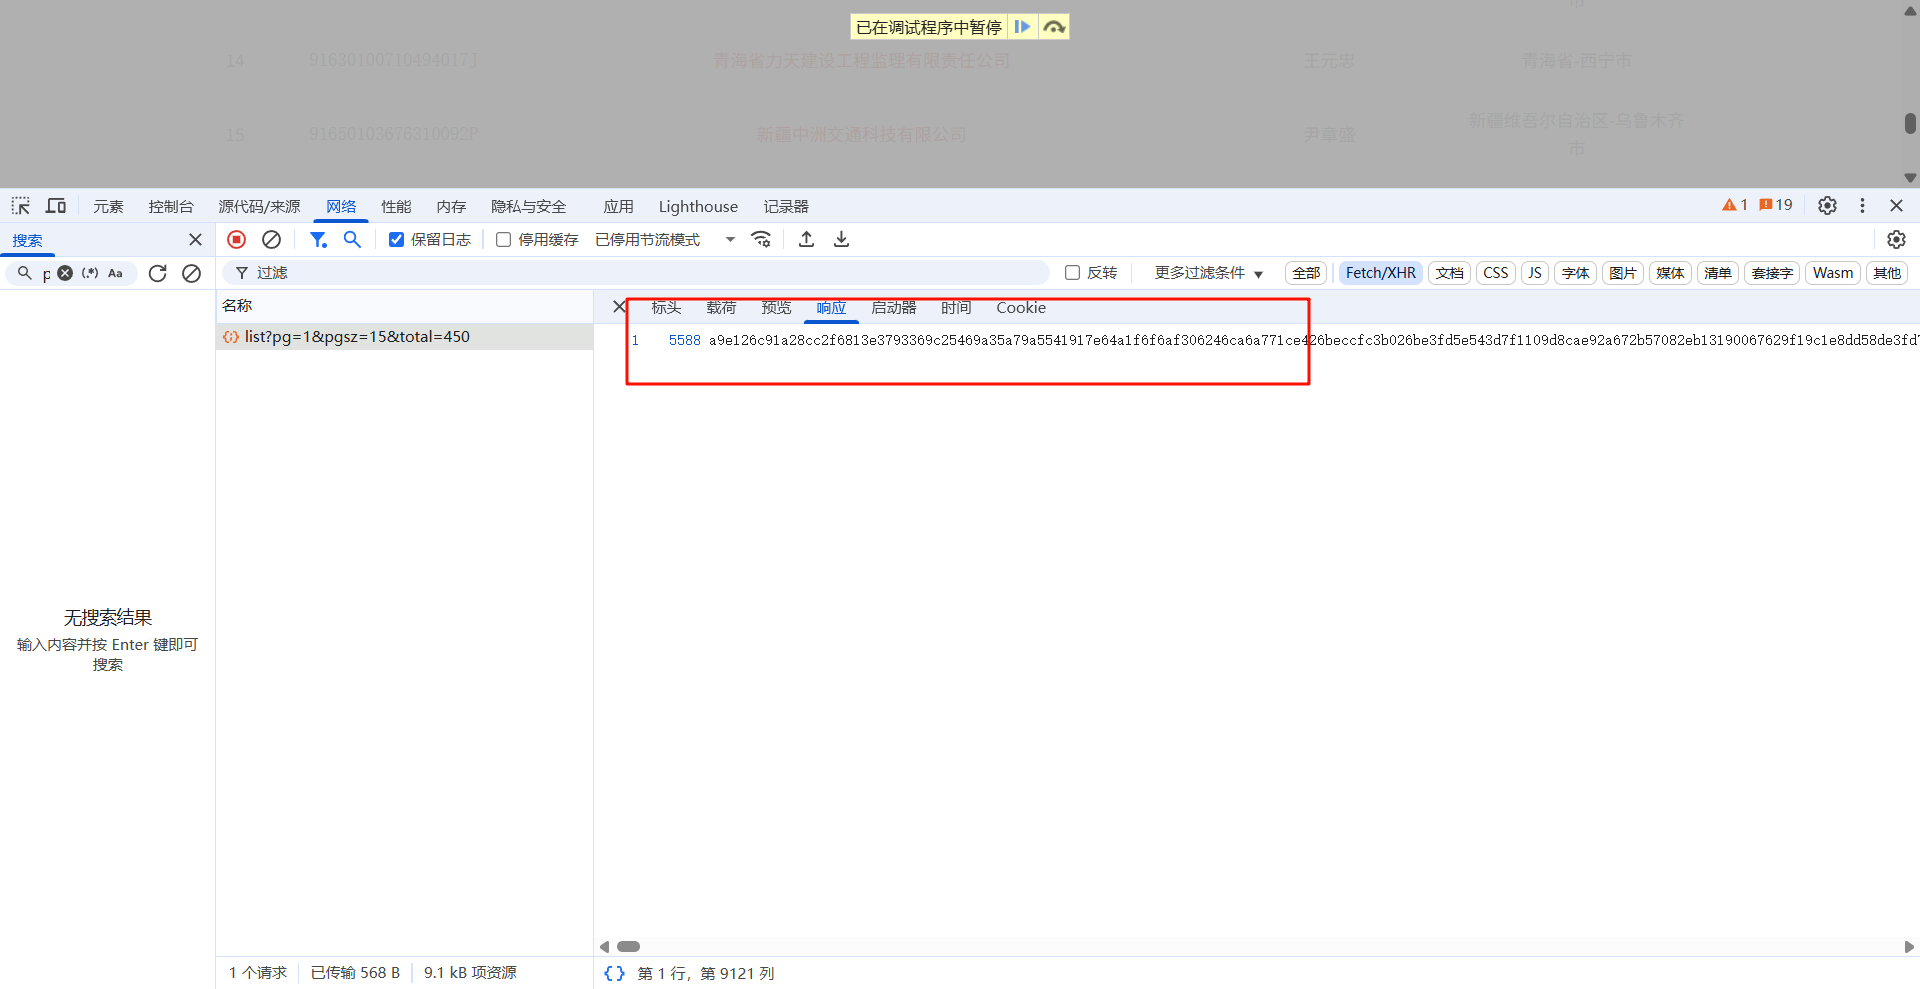 市
已在调试程序中暂停
14 91630100710494017J 青海省力天建设工程监理有限责任公司 王元忠 青海省-西宁市
15 91650103676310092P 新疆中洲交通科技有限公司 尹章盛 新疆维吾尔自治区-乌鲁木齐
市
元素 控制台 源代码/来源 网络 性能 内存 隐私与安全 应用 Lighthouse 记录器 1 19
搜索 保留日志 停用缓存 已停用节流模式
p (.*) Aa 过滤 反转 更多过滤条件 全部 Fetch/XHR 文档 CSS JS 字体 图片 媒体 清单 套接字 Wasm 其他
名称 标头 载荷 预览 响应 启动器 时间 Cookie
list?pg=1&pgsz=15&total=450
1 5588 a9e126c91a28cc2f6813e3793369c25469a35a79a5541917e64a1f6f6af306246ca6a771ce426beccfc3b026be3fd5e543d7f1109d8cae92a672b57082eb13190067629f19c1e8dd58de3fd7
无搜索结果
输入内容并按 Enter 键即可
搜索
1 个请求 已传输 568 B 9.1 kB 项资源 第 1 行，第 9121 列